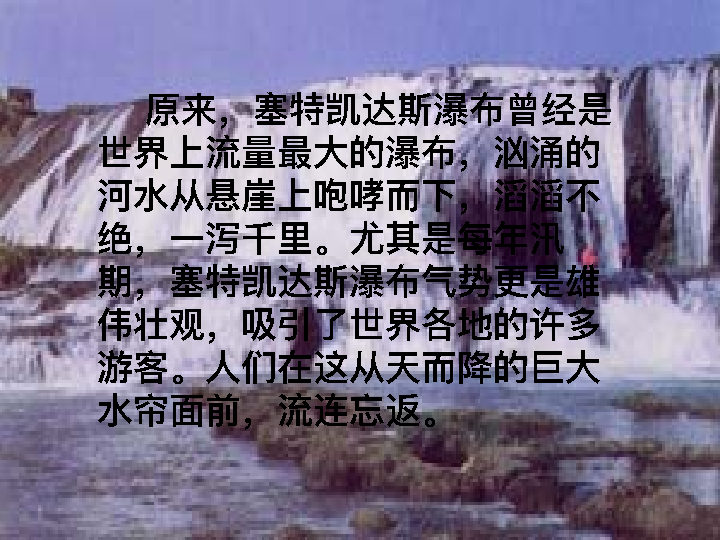 原来，塞特凯达斯瀑布曾经是
世界上流量最大的瀑布，汹涌的
河水从悬崖上咆哮而下，滔滔不
绝，一泻千里。尤其是每年汛
期，塞特凯达斯瀑布气势更是雄
伟壮观，吸引了世界各地的许多
游客。人们在这从天而降的巨大
水帘面前，流连忘返。